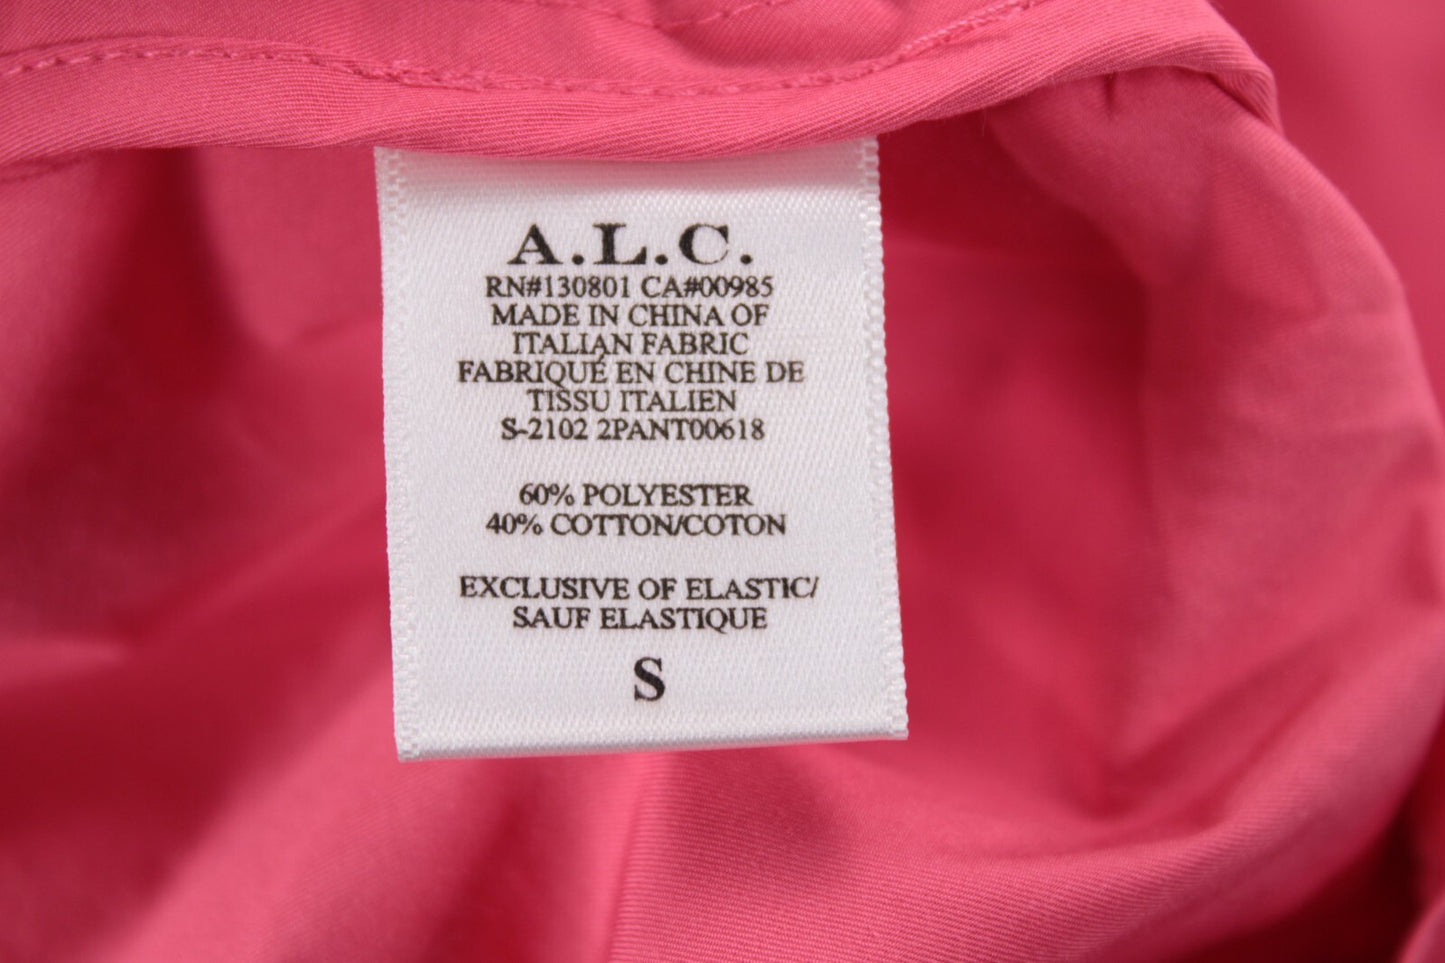 A.L.C.
RN#130801 CA#00985
MADE IN CHINA OF
ITALIAN FABRIC
FABRIQUÉ EN CHINE DE
TISSU ITALIEN
S-2102 2PANT00618
60% POLYESTER
40% COTTON/COTON
EXCLUSIVE OF ELASTIC/
SAUF ELASTIQUE
S